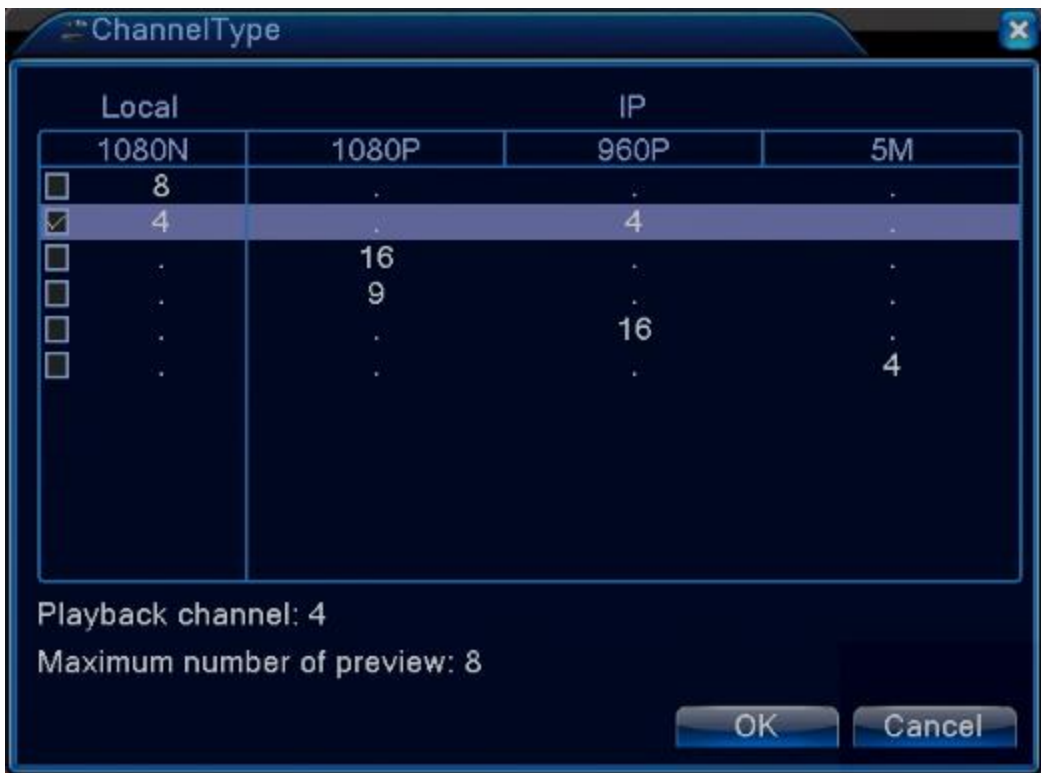 ChannelType
Local IP
1080N 1080P 960P 5M
8 . . .
4 . 4 .
. 16 . .
. 9 . .
. . 16 .
. . . 4
Playback channel: 4
Maximum number of preview: 8
OK Cancel